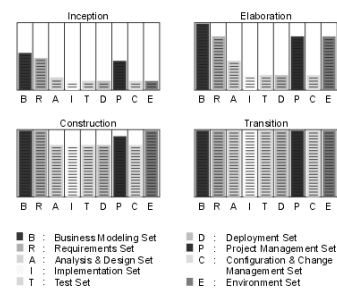 Inception
Elaboration
B R A I T D P C E
B R A I T D P C E
Construction
Transition
B R A I T D P C E
B R A I T D P C E
B : Business Modeling Set
R : Requirements Set
A : Analysis & Design Set
I : Implementation Set
T : Test Set
D : Deployment Set
P : Project Management Set
C : Configuration & Change
Management Set
E : Environment Set